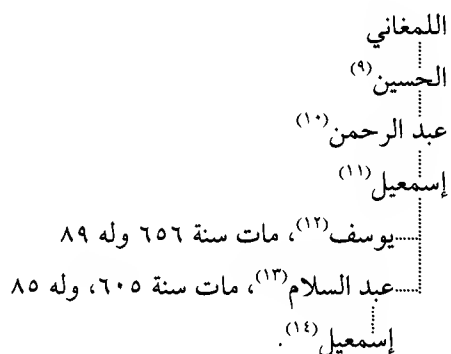 اللمغاني
الحسين(٩)
عبد الرحمن(١٠)
إسمعيل(١١)
يوسف(١٢)، مات سنة ٦٥٦ وله ٨٩
عبد السلام(١٣)، مات سنة ٦٠٥، وله ٨٥
إسمعيل(١٤).